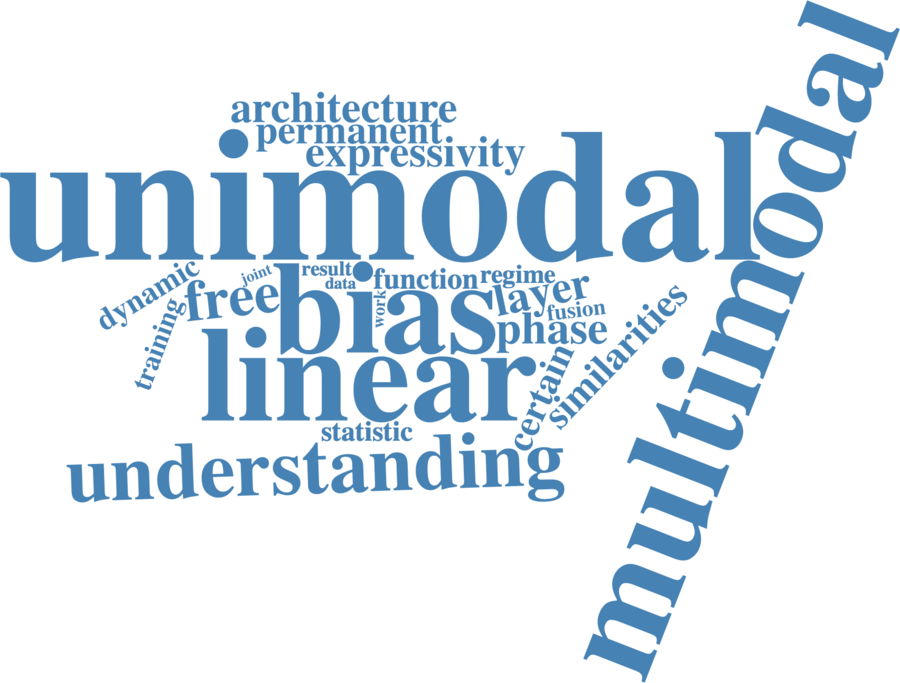 architecture
permanent
expressivity
unimodal
multimodal
dynamic
joint
result
data
function
regime
free
bias
work
layer
fusion
phase
training
linear
certain
similarities
statistic
understanding